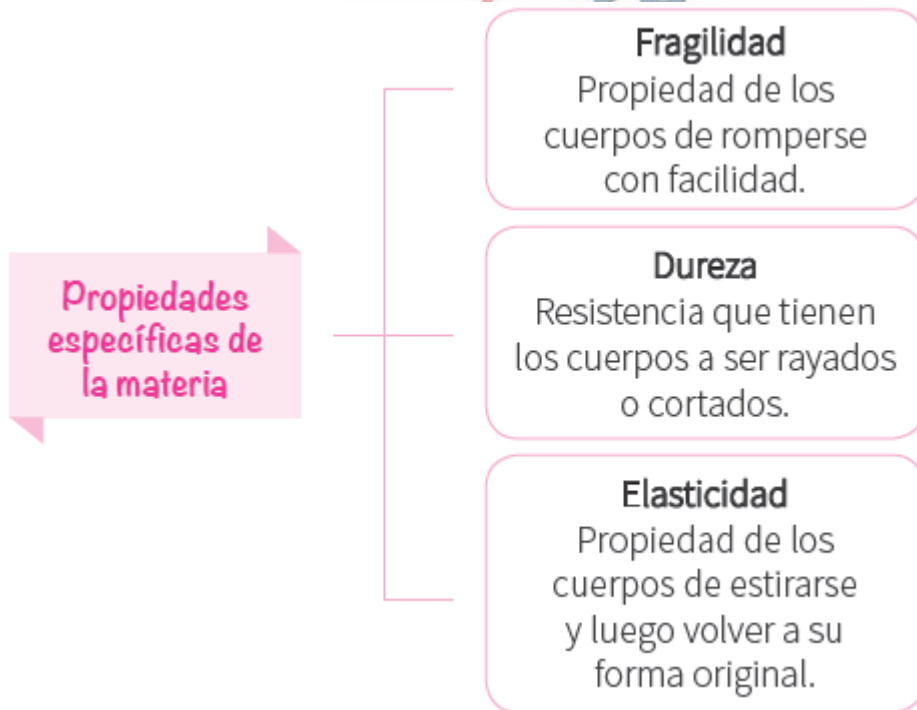 Propiedades
específicas de
la materia
Fragilidad
Propiedad de los
cuerpos de romperse
con facilidad.
Dureza
Resistencia que tienen
los cuerpos a ser rayados
o cortados.
Elasticidad
Propiedad de los
cuerpos de estirarse
y luego volver a su
forma original.